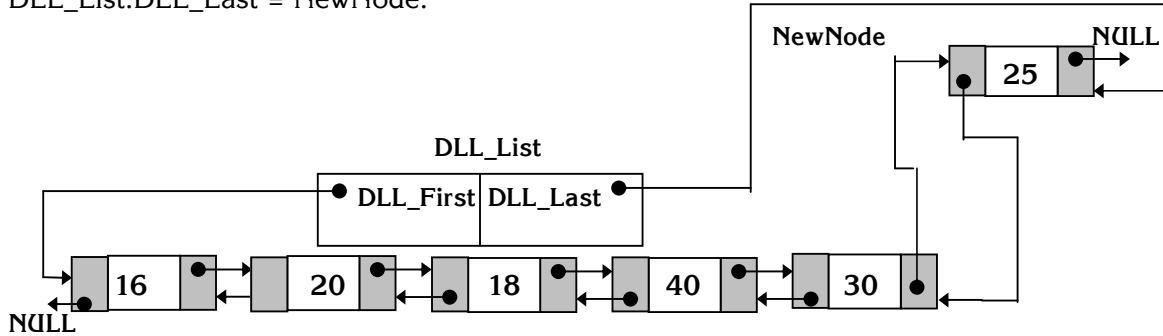 DLL_List.DLL_Last = NewNode.
NewNode
NULL
25
DLL_List
DLL_First DLL_Last
16 20 18 40 30
NULL